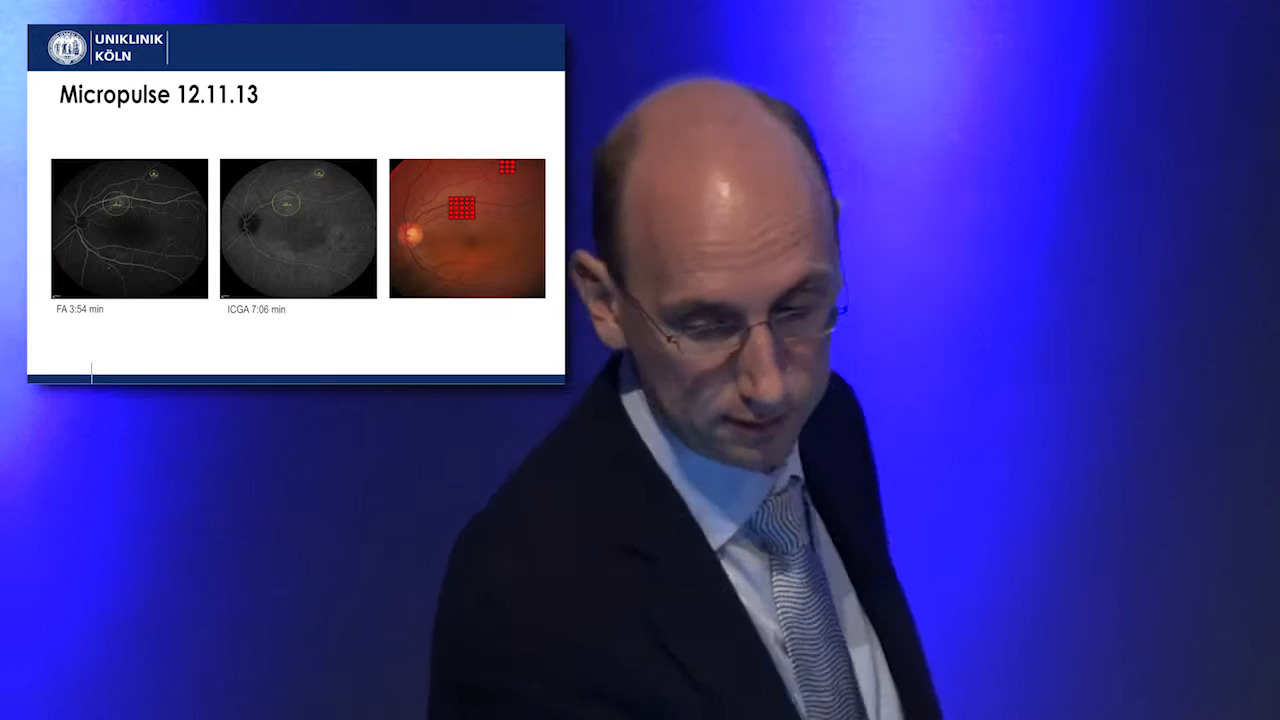 UNIKLINIK
KÖLN
Micropulse 12.11.13
FA 3:54 min
ICGA 7:06 min